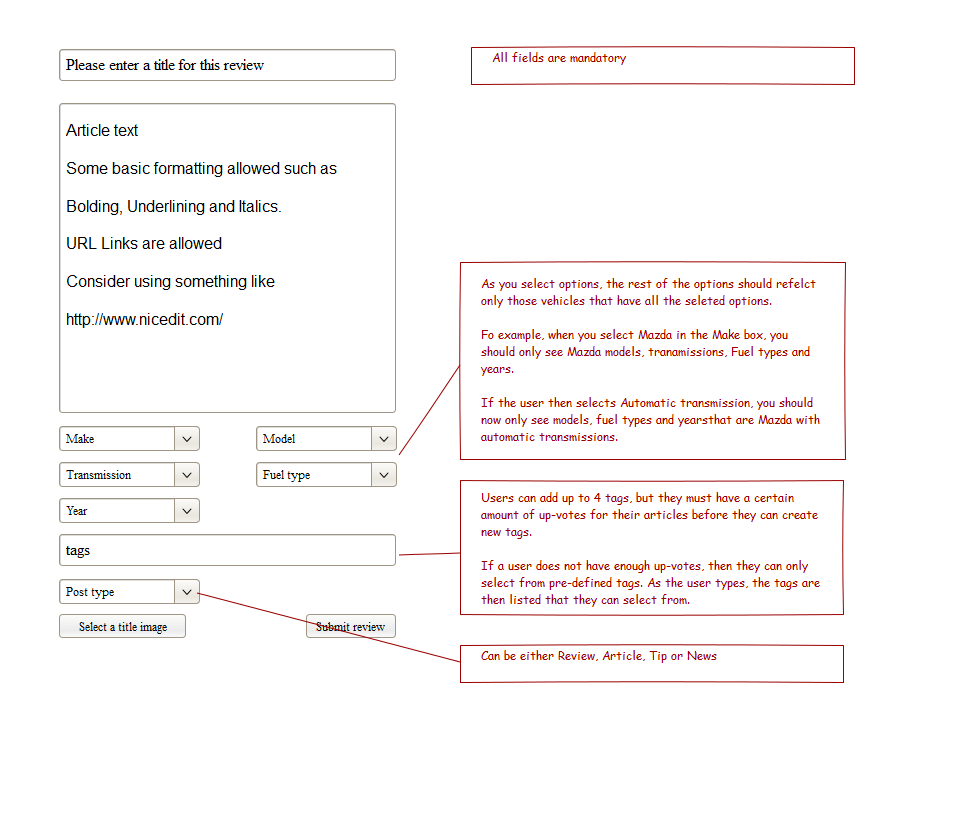 Please enter a title for this review
All fields are mandatory
Article text
Some basic formatting allowed such as
Bolding, Underlining and Italics.
URL Links are allowed
Consider using something like
http://www.nicedit.com/
As you select options, the rest of the options should refelct
only those vehicles that have all the seleted options.
Fo example, when you select Mazda in the Make box, you
should only see Mazda models, tranamissions, Fuel types and
years.
If the user then selects Automatic transmission, you should
now only see models, fuel types and yearsthat are Mazda with
automatic transmissions.
Make
Model
Transmission
Fuel type
Year
Users can add up to 4 tags, but they must have a certain
amount of up-votes for their articles before they can create
new tags.
If a user does not have enough up-votes, then they can only
select from pre-defined tags. As the user types, the tags are
then listed that they can select from.
tags
Post type
Select a title image
Submit review
Can be either Review, Article, Tip or News